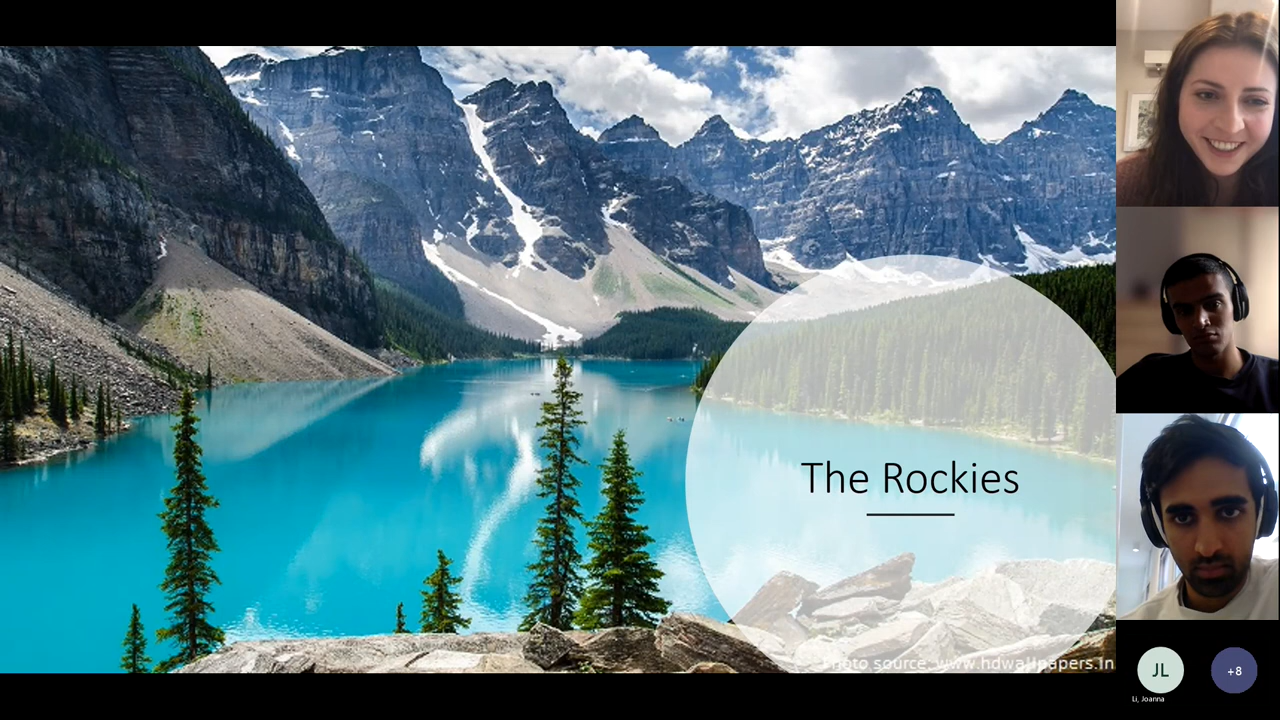 The Rockies
Photo source: www.hdwallpapers.in
JL
+8
Li, Joanna